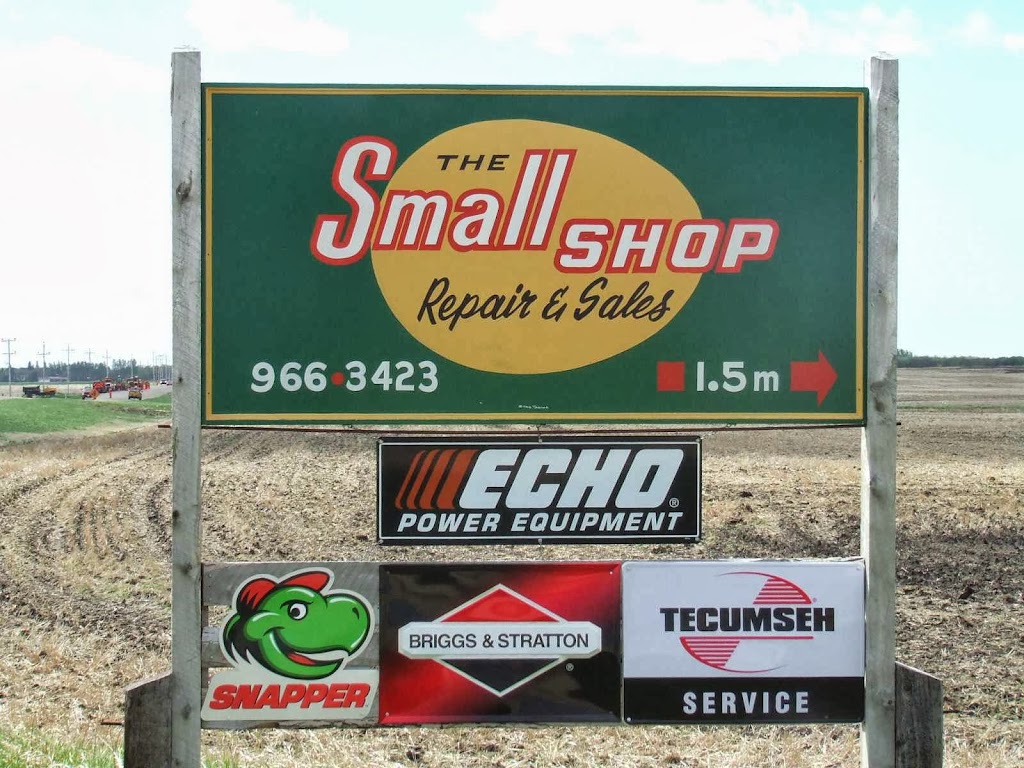 THE
Small SHOP
Repair & Sales
966•3423
1.5m
ECHO®
POWER EQUIPMENT
SNAPPER
BRIGGS & STRATTON®
TECUMSEH®
SERVICE